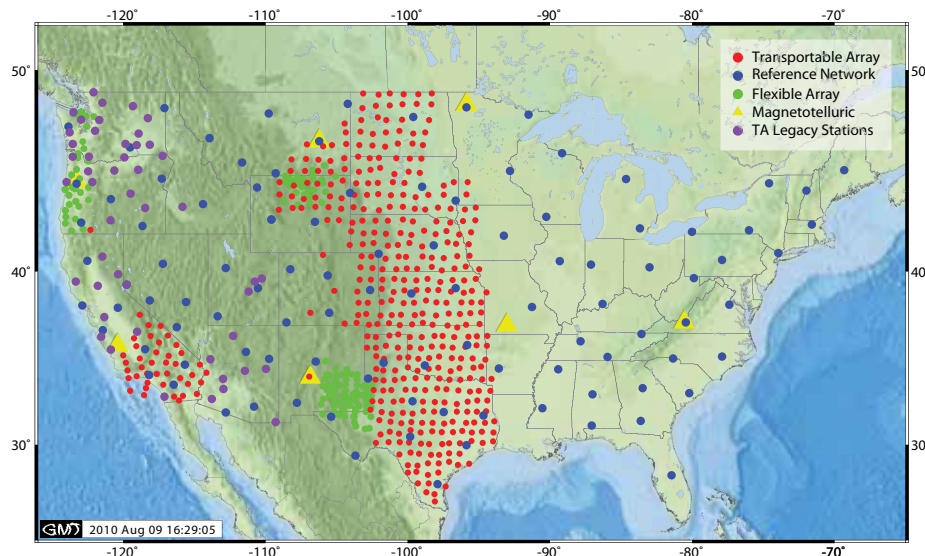 -120° -110° -100° -90° -80° -70°
50°
50°
Transportable Array
Reference Network
Flexible Array
Magnetotelluric
TA Legacy Stations
40°
40°
30°
30°
GMT 2010 Aug 09 16:29:05
-120° -110° -100° -90° -80° -70°